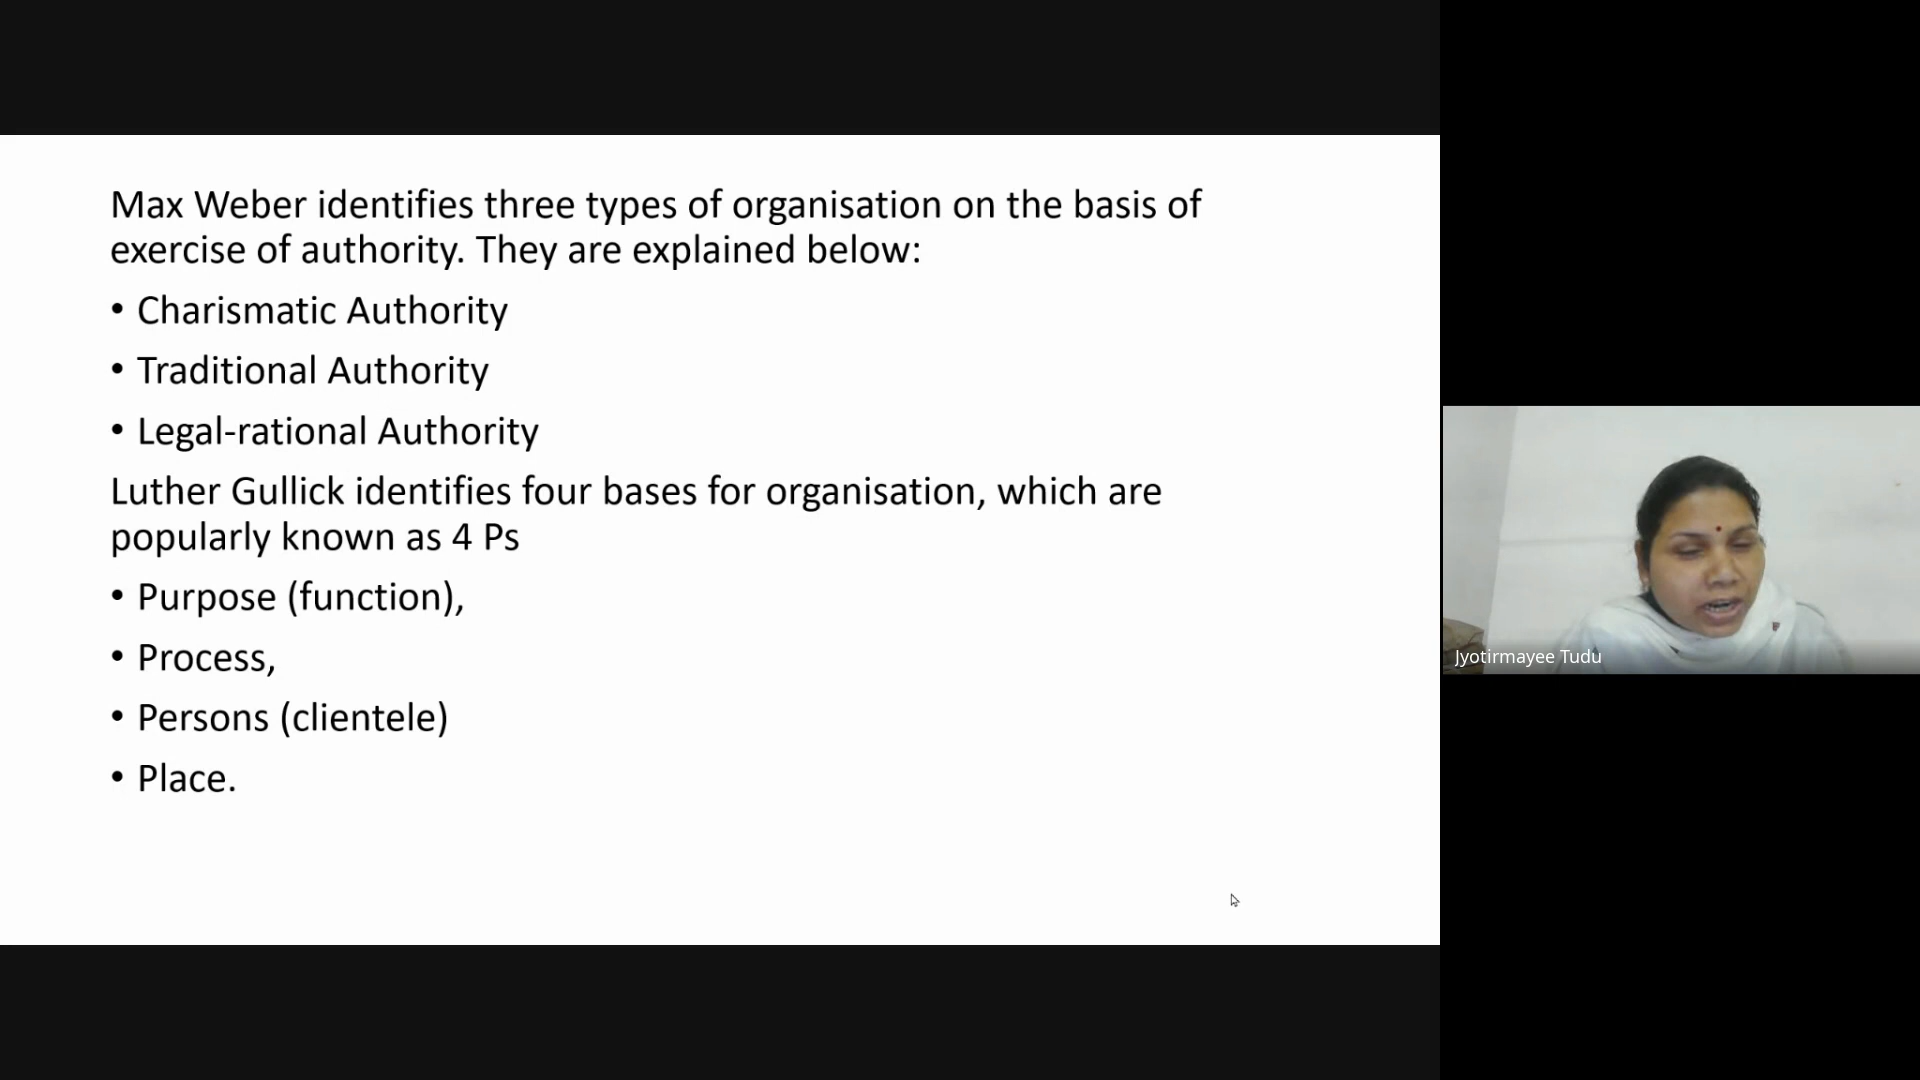 Max Weber identifies three types of organisation on the basis of
exercise of authority. They are explained below:
• Charismatic Authority
• Traditional Authority
• Legal-rational Authority
Luther Gullick identifies four bases for organisation, which are
popularly known as 4 Ps
• Purpose (function),
• Process,
• Persons (clientele)
• Place.
Jyotirmayee Tudu